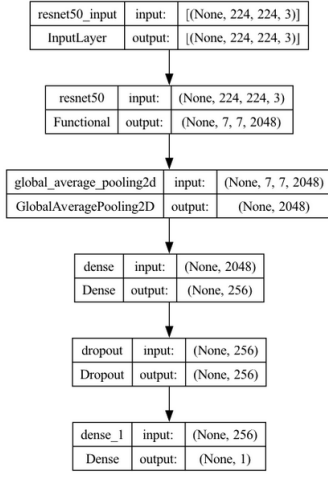 resnet50_input input: [(None, 224, 224, 3)]
InputLayer output: [(None, 224, 224, 3)]
resnet50 input: (None, 224, 224, 3)
Functional output: (None, 7, 7, 2048)
global_average_pooling2d input: (None, 7, 7, 2048)
GlobalAveragePooling2D output: (None, 2048)
dense input: (None, 2048)
Dense output: (None, 256)
dropout input: (None, 256)
Dropout output: (None, 256)
dense_1 input: (None, 256)
Dense output: (None, 1)